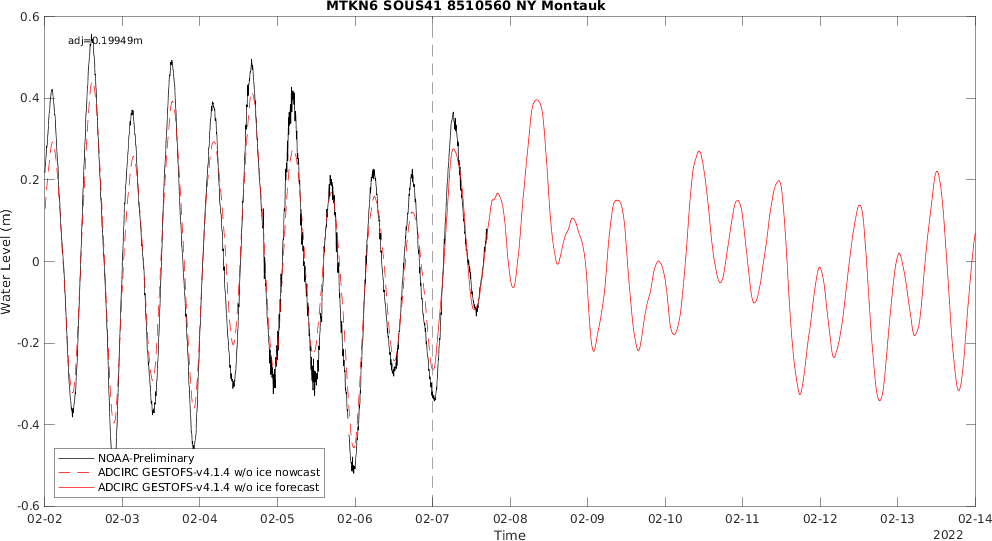 MTKN6 SOUS41 8510560 NY Montauk
adj=0.19949m
Water Level (m)
0.6
0.4
0.2
0
-0.2
-0.4
-0.6
NOAA-Preliminary
ADCIRC GESTOFS-v4.1.4 w/o ice nowcast
ADCIRC GESTOFS-v4.1.4 w/o ice forecast
02-02 02-03 02-04 02-05 02-06 02-07 02-08 02-09 02-10 02-11 02-12 02-13 02-14
Time
2022